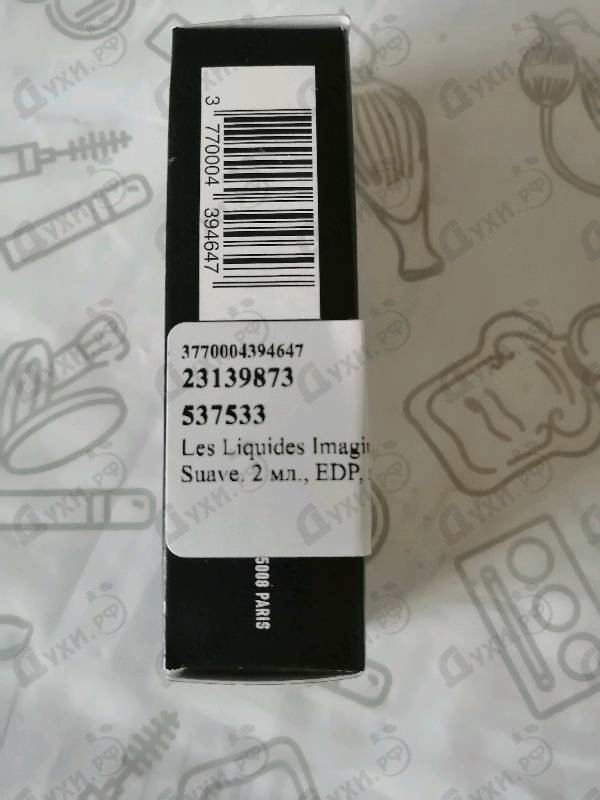 3 770004 394647
3770004394647
23139873
537533
Les Liquides Imagin
Suave. 2 мл., EDP,
5008 PARIS
Духи.рф